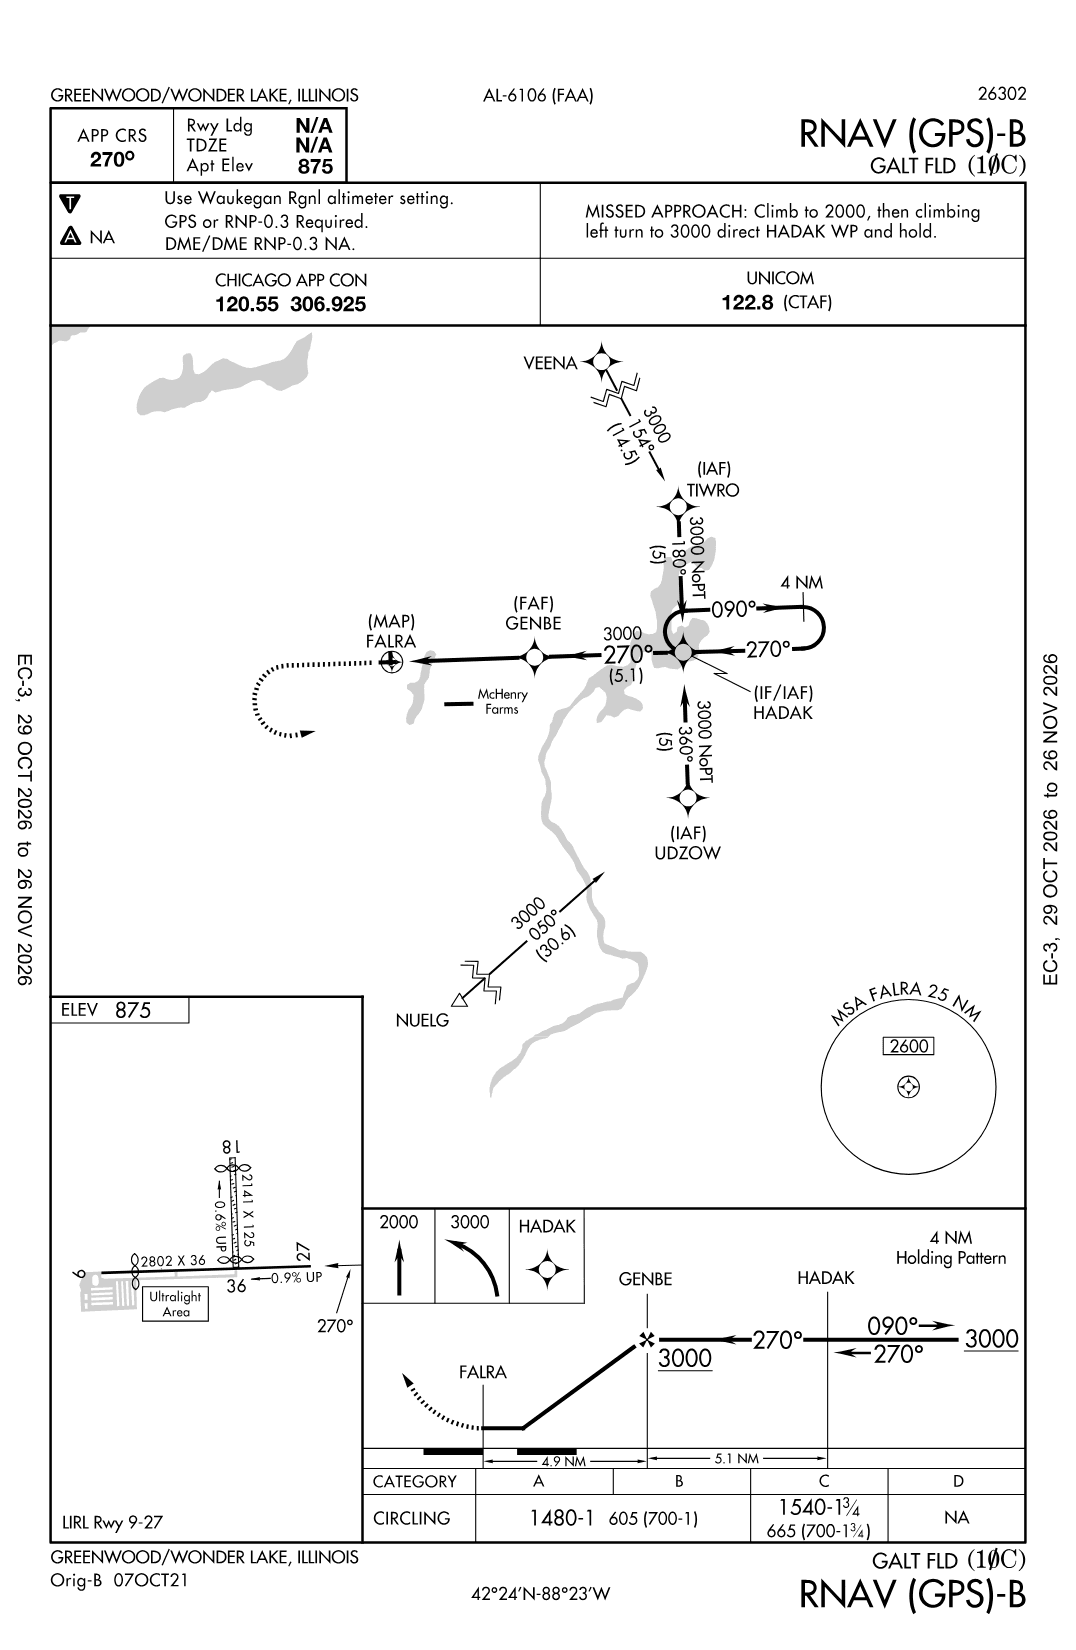 GREENWOOD/WONDER LAKE, ILLINOIS
AL-6106 (FAA)
26302
APP CRS
270°
Rwy Ldg N/A
TDZE N/A
Apt Elev 875
RNAV (GPS)-B
GALT FLD (10C)
T
A NA
Use Waukegan Rgnl altimeter setting.
GPS or RNP-0.3 Required.
DME/DME RNP-0.3 NA.
MISSED APPROACH: Climb to 2000, then climbing
left turn to 3000 direct HADAK WP and hold.
CHICAGO APP CON
120.55 306.925
UNICOM
122.8 (CTAF)
VEENA
3000
154°
(14.5)
(IAF)
TIWRO
3000 NoPT
180°
(5)
4 NM
090°
270°
(IF/IAF)
HADAK
(FAF)
GENBE
3000
270°
(5.1)
(MAP)
FALRA
McHenry
Farms
3000 NoPT
360°
(5)
(IAF)
UDZOW
3000
050°
(30.6)
NUELG
MSA FALRA 25 NM
2600
EC-3, 29 OCT 2026 to 26 NOV 2026
EC-3, 29 OCT 2026 to 26 NOV 2026
ELEV 875
18
2141 X 125
0.6% UP
27
2802 X 36
9
36
0.9% UP
Ultralight
Area
270°
LIRL Rwy 9-27
2000
3000
HADAK
4 NM
Holding Pattern
GENBE
HADAK
090°
270°
3000
270°
3000
FALRA
4.9 NM
5.1 NM
CATEGORY A B C D
CIRCLING 1480-1 605 (700-1) 1540-1¾ 665 (700-1¾) NA
GREENWOOD/WONDER LAKE, ILLINOIS
Orig-B 07OCT21
42°24'N-88°23'W
GALT FLD (10C)
RNAV (GPS)-B